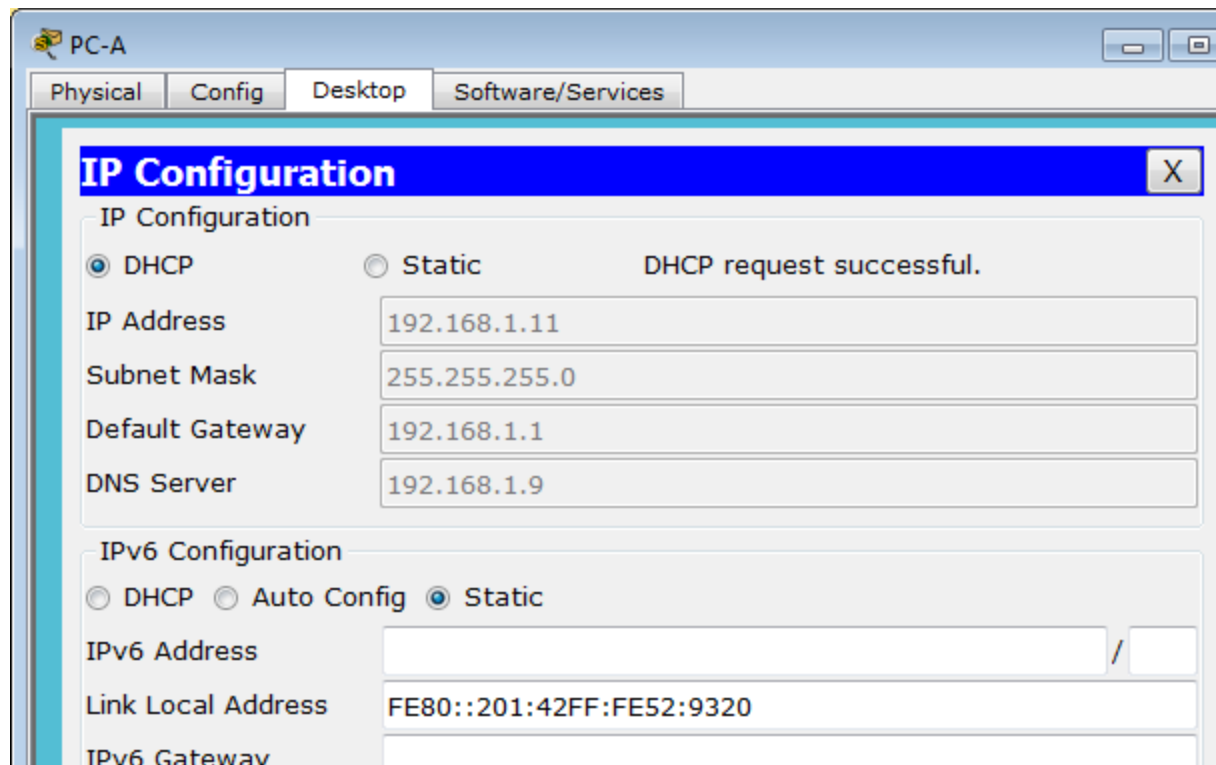 PC-A
Physical Config Desktop Software/Services
IP Configuration X
IP Configuration
DHCP Static DHCP request successful.
IP Address 192.168.1.11
Subnet Mask 255.255.255.0
Default Gateway 192.168.1.1
DNS Server 192.168.1.9
IPv6 Configuration
DHCP Auto Config Static
IPv6 Address /
Link Local Address FE80::201:42FF:FE52:9320
IPv6 Gateway